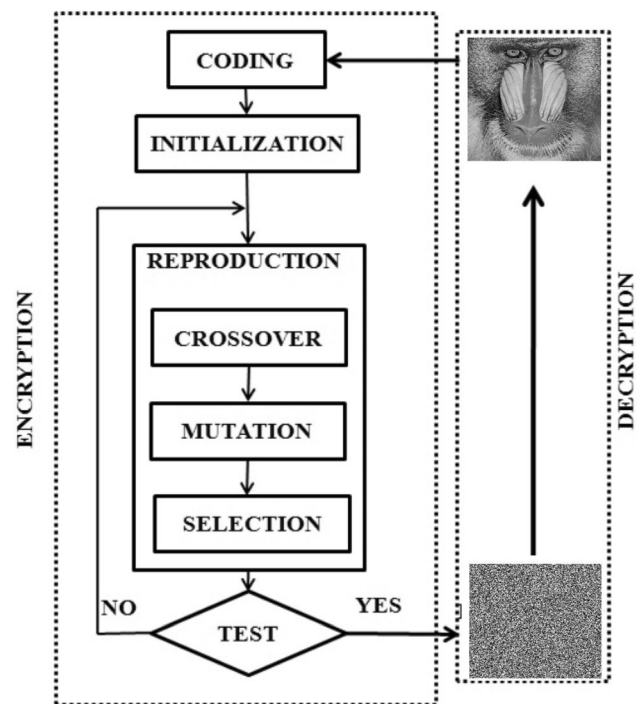 CODING
INITIALIZATION
REPRODUCTION
CROSSOVER
MUTATION
SELECTION
NO
YES
TEST
ENCRYPTION
DECRYPTION